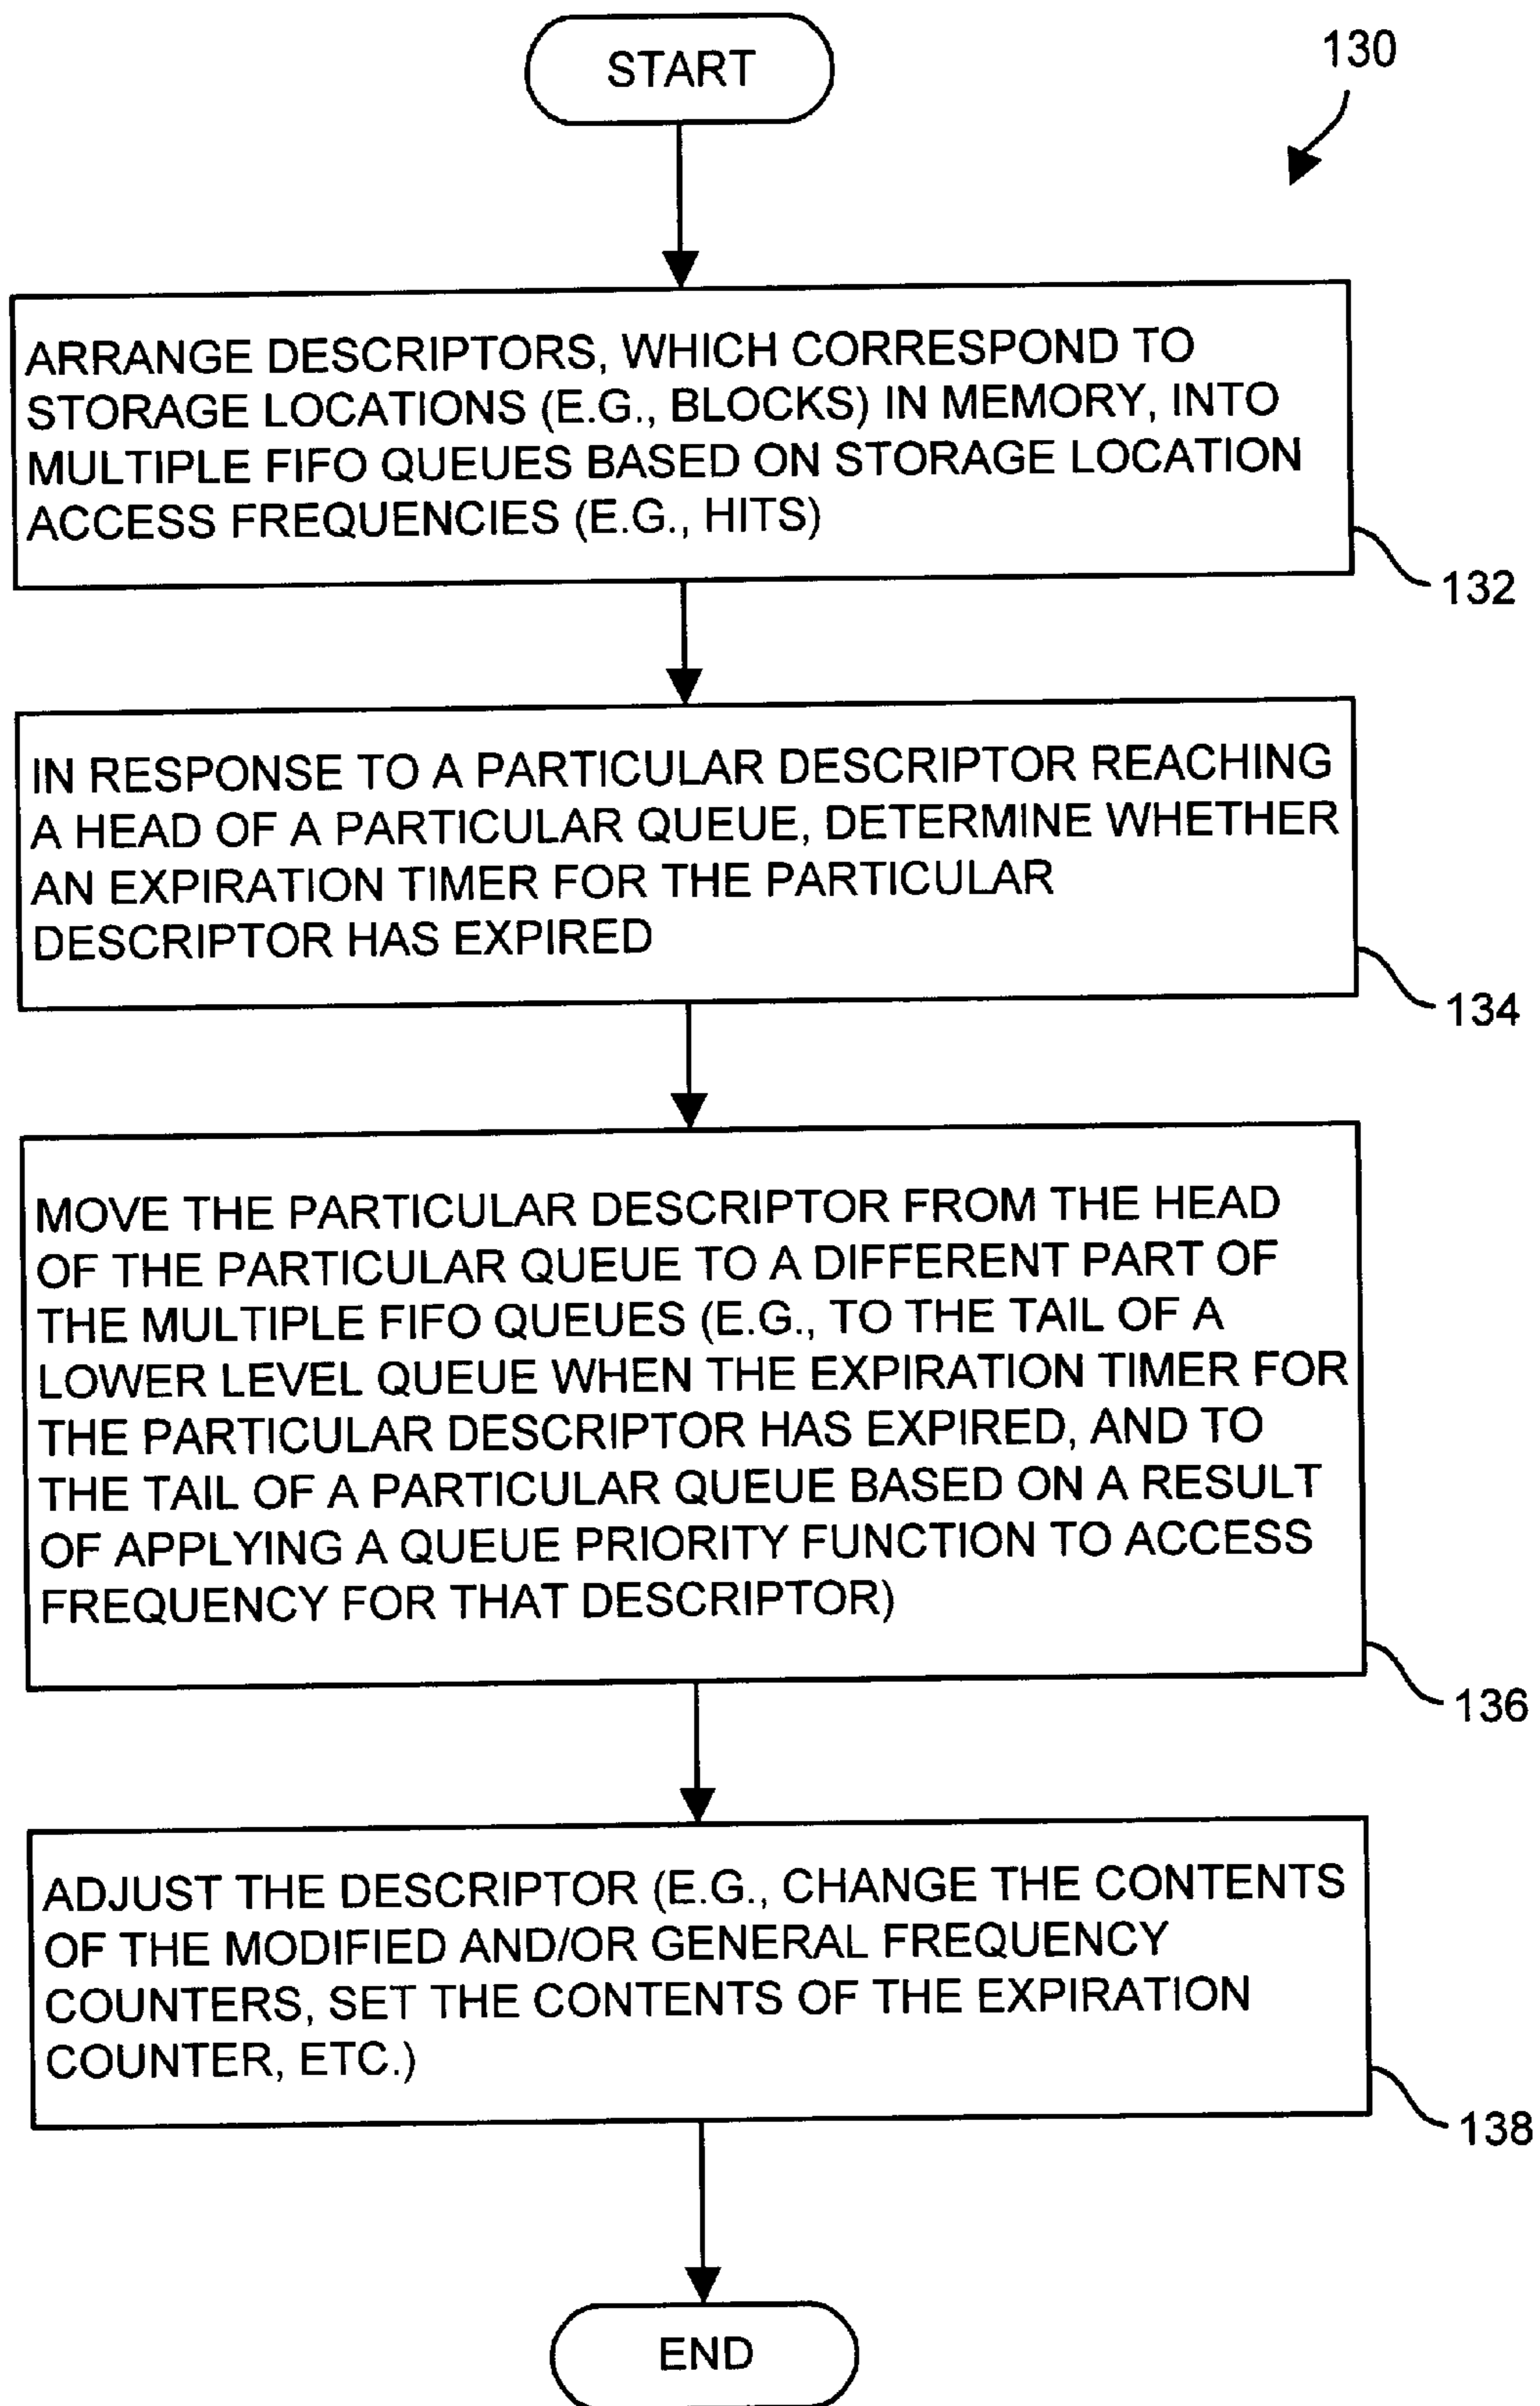 START
130
ARRANGE DESCRIPTORS, WHICH CORRESPOND TO
STORAGE LOCATIONS (E.G., BLOCKS) IN MEMORY, INTO
MULTIPLE FIFO QUEUES BASED ON STORAGE LOCATION
ACCESS FREQUENCIES (E.G., HITS)
132
IN RESPONSE TO A PARTICULAR DESCRIPTOR REACHING
A HEAD OF A PARTICULAR QUEUE, DETERMINE WHETHER
AN EXPIRATION TIMER FOR THE PARTICULAR
DESCRIPTOR HAS EXPIRED
134
MOVE THE PARTICULAR DESCRIPTOR FROM THE HEAD
OF THE PARTICULAR QUEUE TO A DIFFERENT PART OF
THE MULTIPLE FIFO QUEUES (E.G., TO THE TAIL OF A
LOWER LEVEL QUEUE WHEN THE EXPIRATION TIMER FOR
THE PARTICULAR DESCRIPTOR HAS EXPIRED, AND TO
THE TAIL OF A PARTICULAR QUEUE BASED ON A RESULT
OF APPLYING A QUEUE PRIORITY FUNCTION TO ACCESS
FREQUENCY FOR THAT DESCRIPTOR)
136
ADJUST THE DESCRIPTOR (E.G., CHANGE THE CONTENTS
OF THE MODIFIED AND/OR GENERAL FREQUENCY
COUNTERS, SET THE CONTENTS OF THE EXPIRATION
COUNTER, ETC.)
138
END